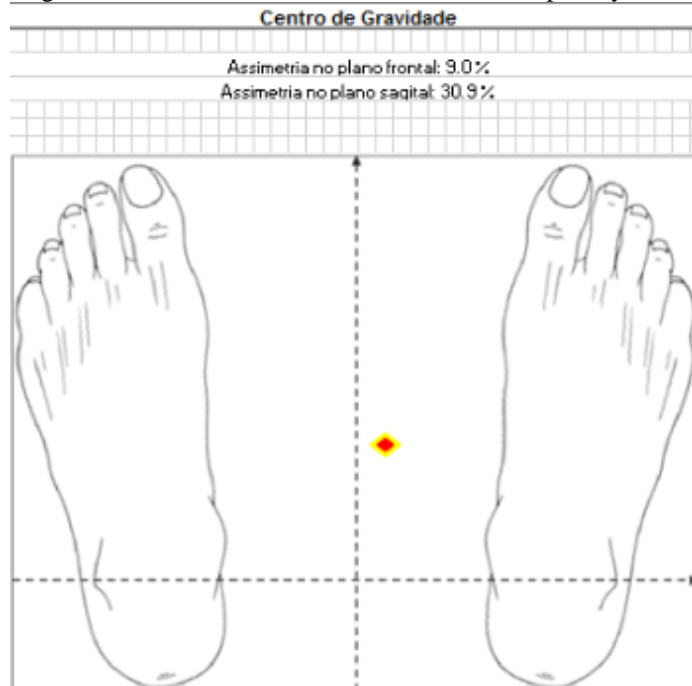 Centro de Gravidade
Assimetria no plano frontal: 9.0%
Assimetria no plano sagital: 30.9%